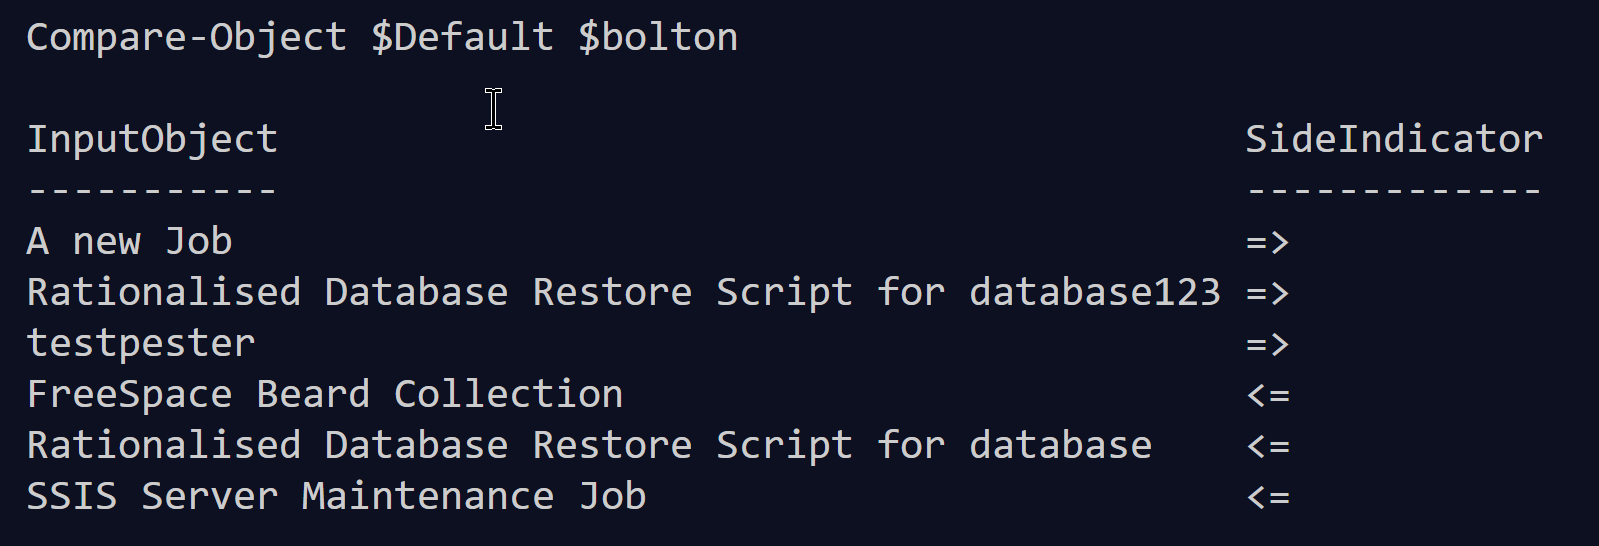 Compare-Object $Default $bolton
InputObject SideIndicator
----------- -------------
A new Job =>
Rationalised Database Restore Script for database123 =>
testpester =>
FreeSpace Beard Collection <=
Rationalised Database Restore Script for database <=
SSIS Server Maintenance Job <=